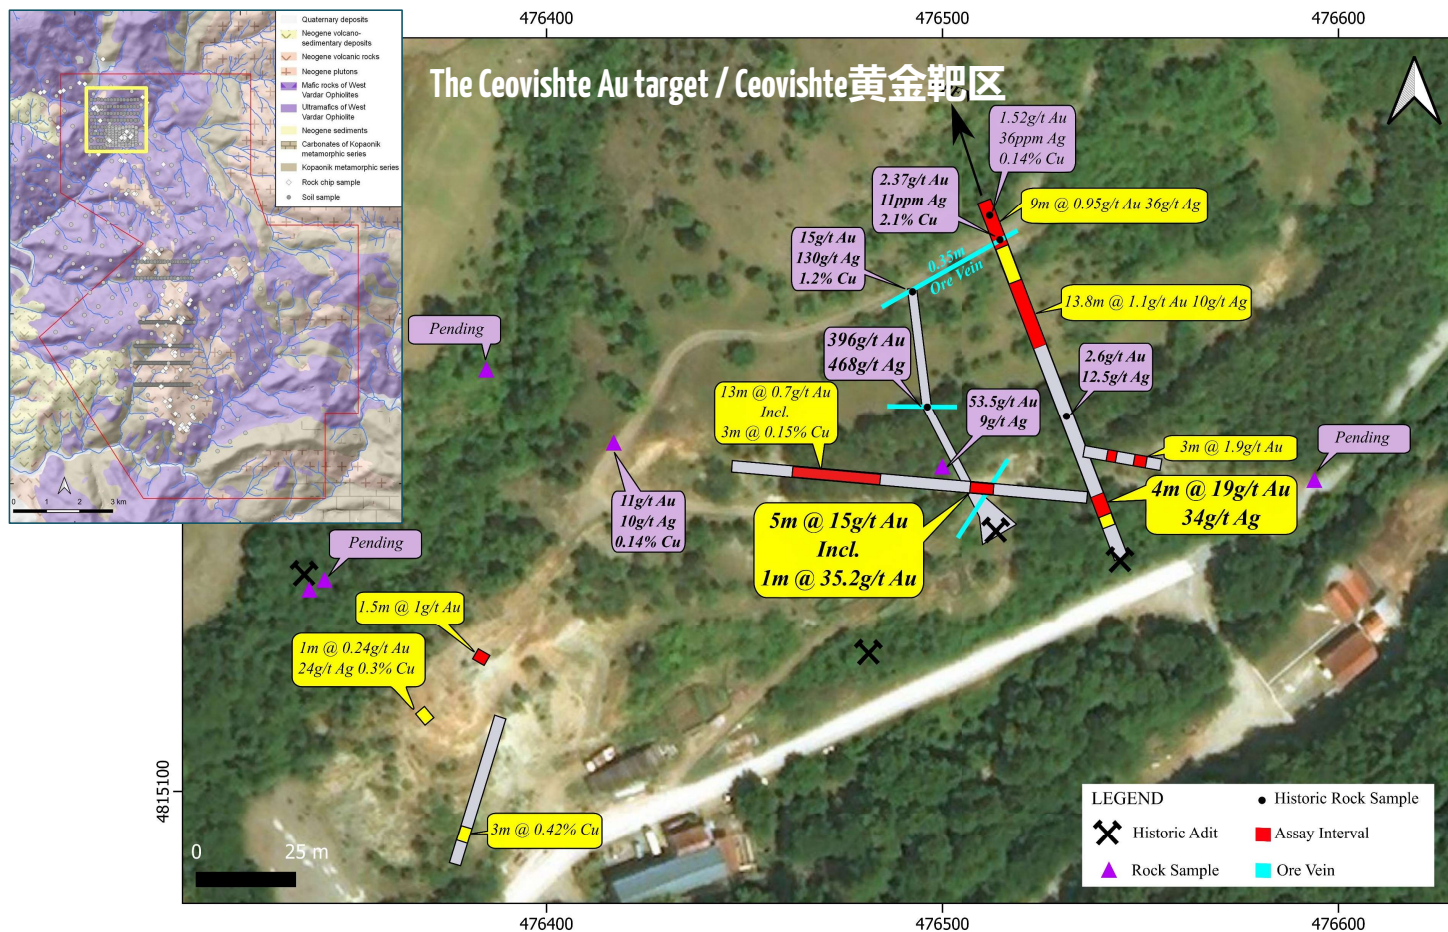 476400
476500
476600
The Ceovishte Au target / Ceovishte黄金靶区
Quaternary deposits
Neogene volcano-
sedimentary deposits
Neogene volcanic rocks
Neogene plutons
Mafic rocks of West
Vardar Ophiolites
Ultramafics of West
Vardar Ophiolite
Neogene sediments
Carbonates of Kopaonik
metamorphic series
Kopaonik metamorphic series
Rock chip sample
Soil sample
0 1 2 3 km
1.52g/t Au
36ppm Ag
0.14% Cu
2.37g/t Au
11ppm Ag
2.1% Cu
9m @ 0.95g/t Au 36g/t Ag
15g/t Au
130g/t Ag
1.2% Cu
0.35m
Ore Vein
13.8m @ 1.1g/t Au 10g/t Ag
Pending
396g/t Au
468g/t Ag
2.6g/t Au
12.5g/t Ag
13m @ 0.7g/t Au
Incl.
3m @ 0.15% Cu
53.5g/t Au
9g/t Ag
3m @ 1.9g/t Au
Pending
11g/t Au
10g/t Ag
0.14% Cu
5m @ 15g/t Au
Incl.
1m @ 35.2g/t Au
4m @ 19g/t Au
34g/t Ag
Pending
1.5m @ 1g/t Au
1m @ 0.24g/t Au
24g/t Ag 0.3% Cu
3m @ 0.42% Cu
4815100
0 25 m
LEGEND
Historic Rock Sample
Historic Adit
Assay Interval
Rock Sample
Ore Vein
476400
476500
476600